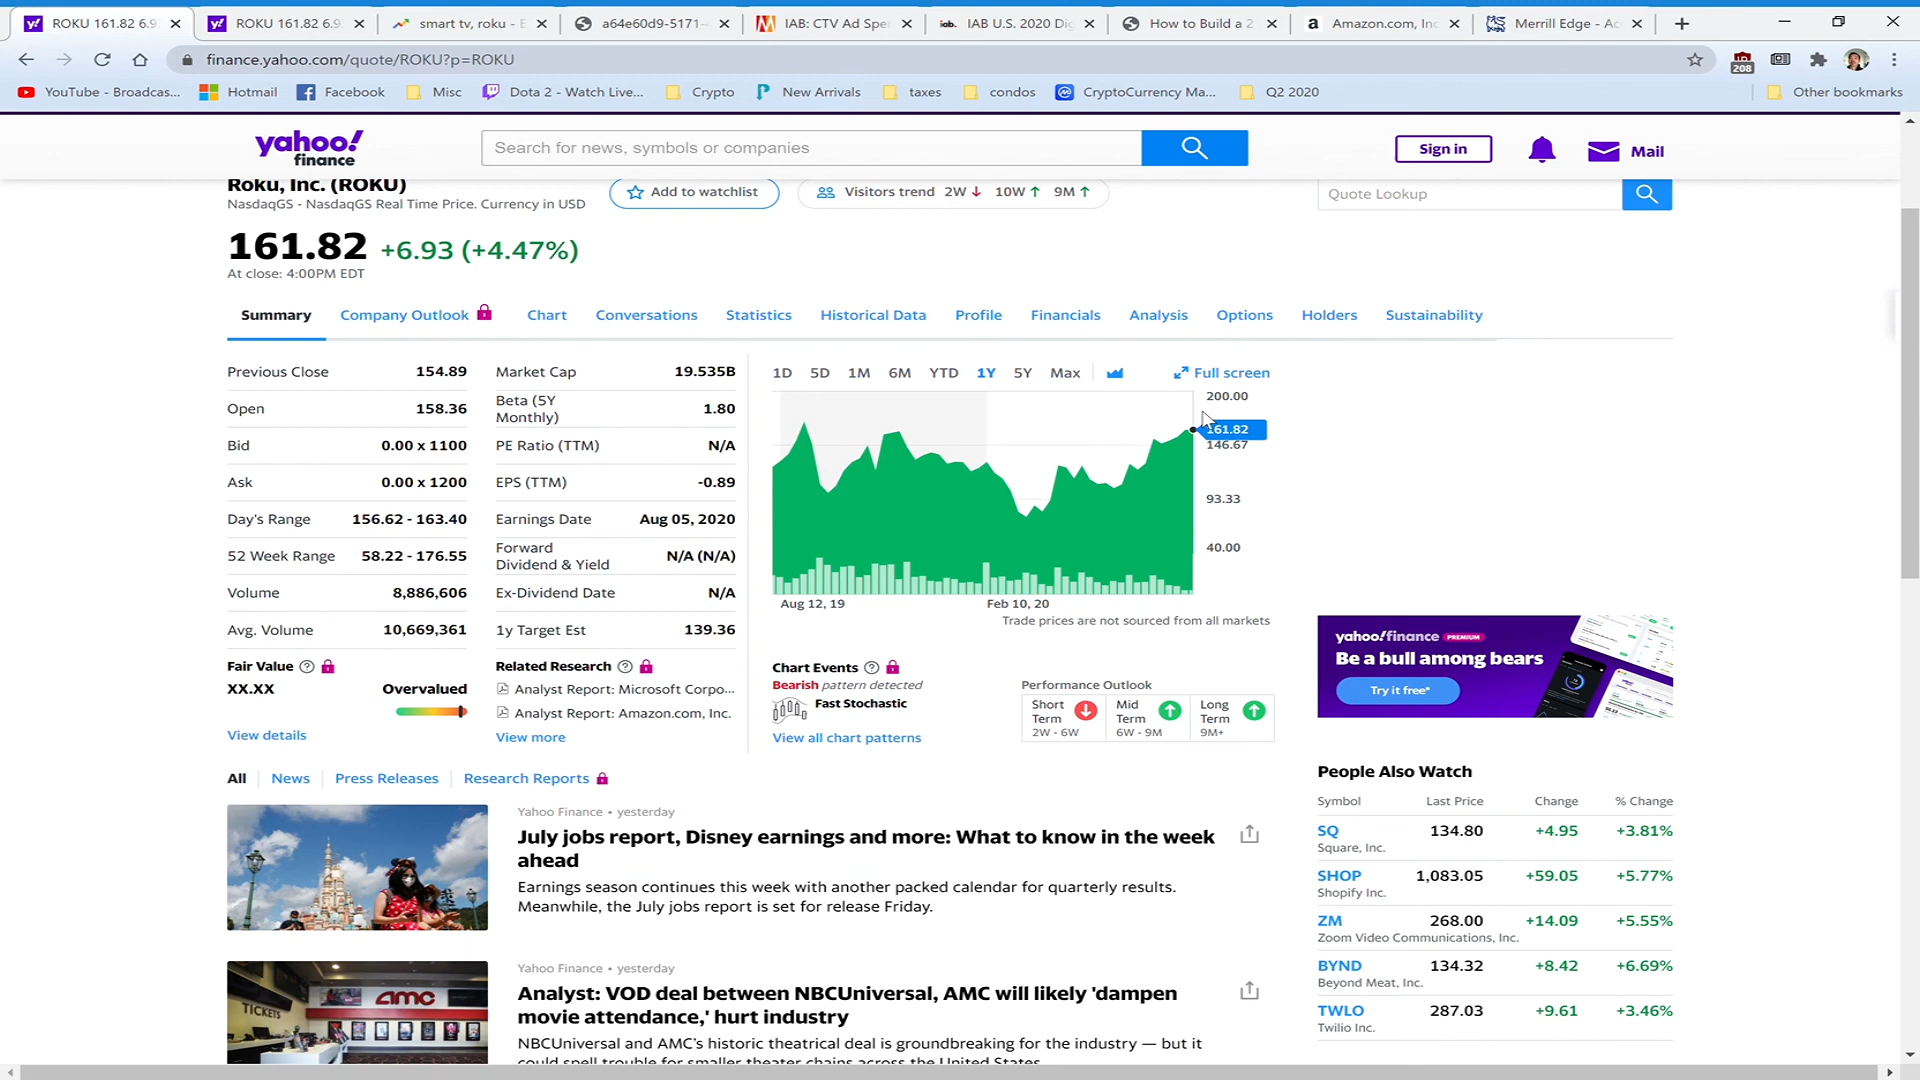 ROKU 161.82 6.9
ROKU 161.82 6.9
smart tv, roku - E
a64e60d9-5171-
IAB: CTV Ad Spen
iab.
IAB U.S. 2020 Dig
How to Build a 2
Amazon.com, Inc
Merrill Edge - Ac
finance.yahoo.com/quote/ROKU?p=ROKU
208
YouTube - Broadcas...
Hotmail
Facebook
Misc
Dota 2 - Watch Live...
Crypto
New Arrivals
taxes
condos
CryptoCurrency Ma...
Q2 2020
Other bookmarks
yahoo!
finance
Search for news, symbols or companies
Sign in
Mail
Roku, Inc. (ROKU)
NasdaqGS - NasdaqGS Real Time Price. Currency in USD
Add to watchlist
Visitors trend 2W 10W 9M
Quote Lookup
161.82 +6.93 (+4.47%)
At close: 4:00PM EDT
Summary
Company Outlook
Chart
Conversations
Statistics
Historical Data
Profile
Financials
Analysis
Options
Holders
Sustainability
Previous Close 154.89
Open 158.36
Bid 0.00 x 1100
Ask 0.00 x 1200
Day's Range 156.62 - 163.40
52 Week Range 58.22 - 176.55
Volume 8,886,606
Avg. Volume 10,669,361
Fair Value
XX.XX Overvalued
View details
Market Cap 19.535B
Beta (5Y
Monthly) 1.80
PE Ratio (TTM) N/A
EPS (TTM) -0.89
Earnings Date Aug 05, 2020
Forward
Dividend & Yield N/A (N/A)
Ex-Dividend Date N/A
1y Target Est 139.36
Related Research
Analyst Report: Microsoft Corpo...
Analyst Report: Amazon.com, Inc.
View more
1D 5D 1M 6M YTD 1Y 5Y Max
Full screen
200.00
161.82
146.67
93.33
40.00
Aug 12, 19
Feb 10, 20
Trade prices are not sourced from all markets
Chart Events
Bearish pattern detected
Fast Stochastic
View all chart patterns
Performance Outlook
Short
Term
2W - 6W
Mid
Term
6W - 9M
Long
Term
9M+
yahoo!finance PREMIUM
Be a bull among bears
Try it free*
All
News
Press Releases
Research Reports
Yahoo Finance • yesterday
July jobs report, Disney earnings and more: What to know in the week
ahead
Earnings season continues this week with another packed calendar for quarterly results.
Meanwhile, the July jobs report is set for release Friday.
TICKETS
amc
Yahoo Finance • yesterday
Analyst: VOD deal between NBCUniversal, AMC will likely 'dampen
movie attendance,' hurt industry
NBCUniversal and AMC's historic theatrical deal is groundbreaking for the industry — but it
could spell trouble for smaller theater chains across the United States.
People Also Watch
Symbol Last Price Change % Change
SQ 134.80 +4.95 +3.81%
Square, Inc.
SHOP 1,083.05 +59.05 +5.77%
Shopify Inc.
ZM 268.00 +14.09 +5.55%
Zoom Video Communications, Inc.
BYND 134.32 +8.42 +6.69%
Beyond Meat, Inc.
TWLO 287.03 +9.61 +3.46%
Twilio Inc.